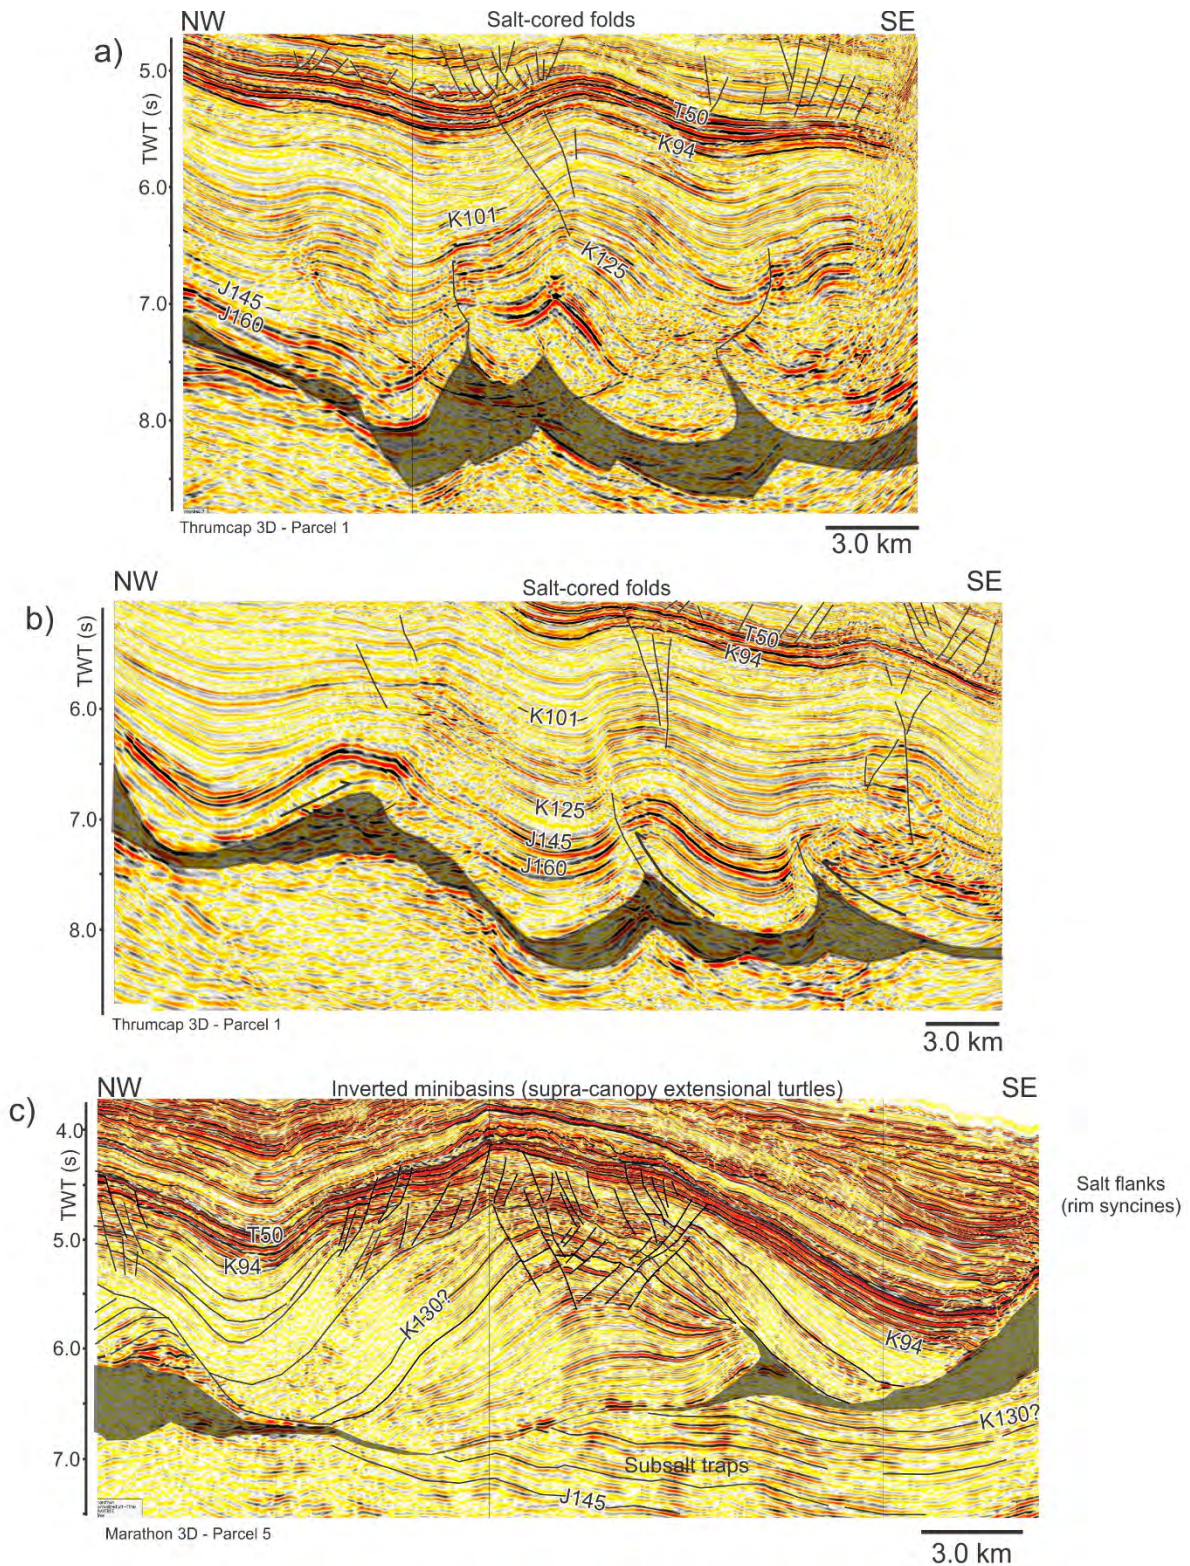 NW
Salt-cored folds
SE
a)
5.0
TWT (s)
T50
K94
6.0
K101
K125
7.0
J145
J160
8.0
Thrumcap 3D - Parcel 1
3.0 km
NW
Salt-cored folds
SE
b)
TWT (s)
T50
K94
6.0
K101
7.0
K125
J145
J160
8.0
Thrumcap 3D - Parcel 1
3.0 km
NW
Inverted minibasins (supra-canopy extensional turtles)
SE
c)
4.0
TWT (s)
Salt flanks
(rim syncines)
T50
5.0
K94
K130?
6.0
K94
K130?
7.0
Subsalt traps
J145
Marathon 3D - Parcel 5
3.0 km